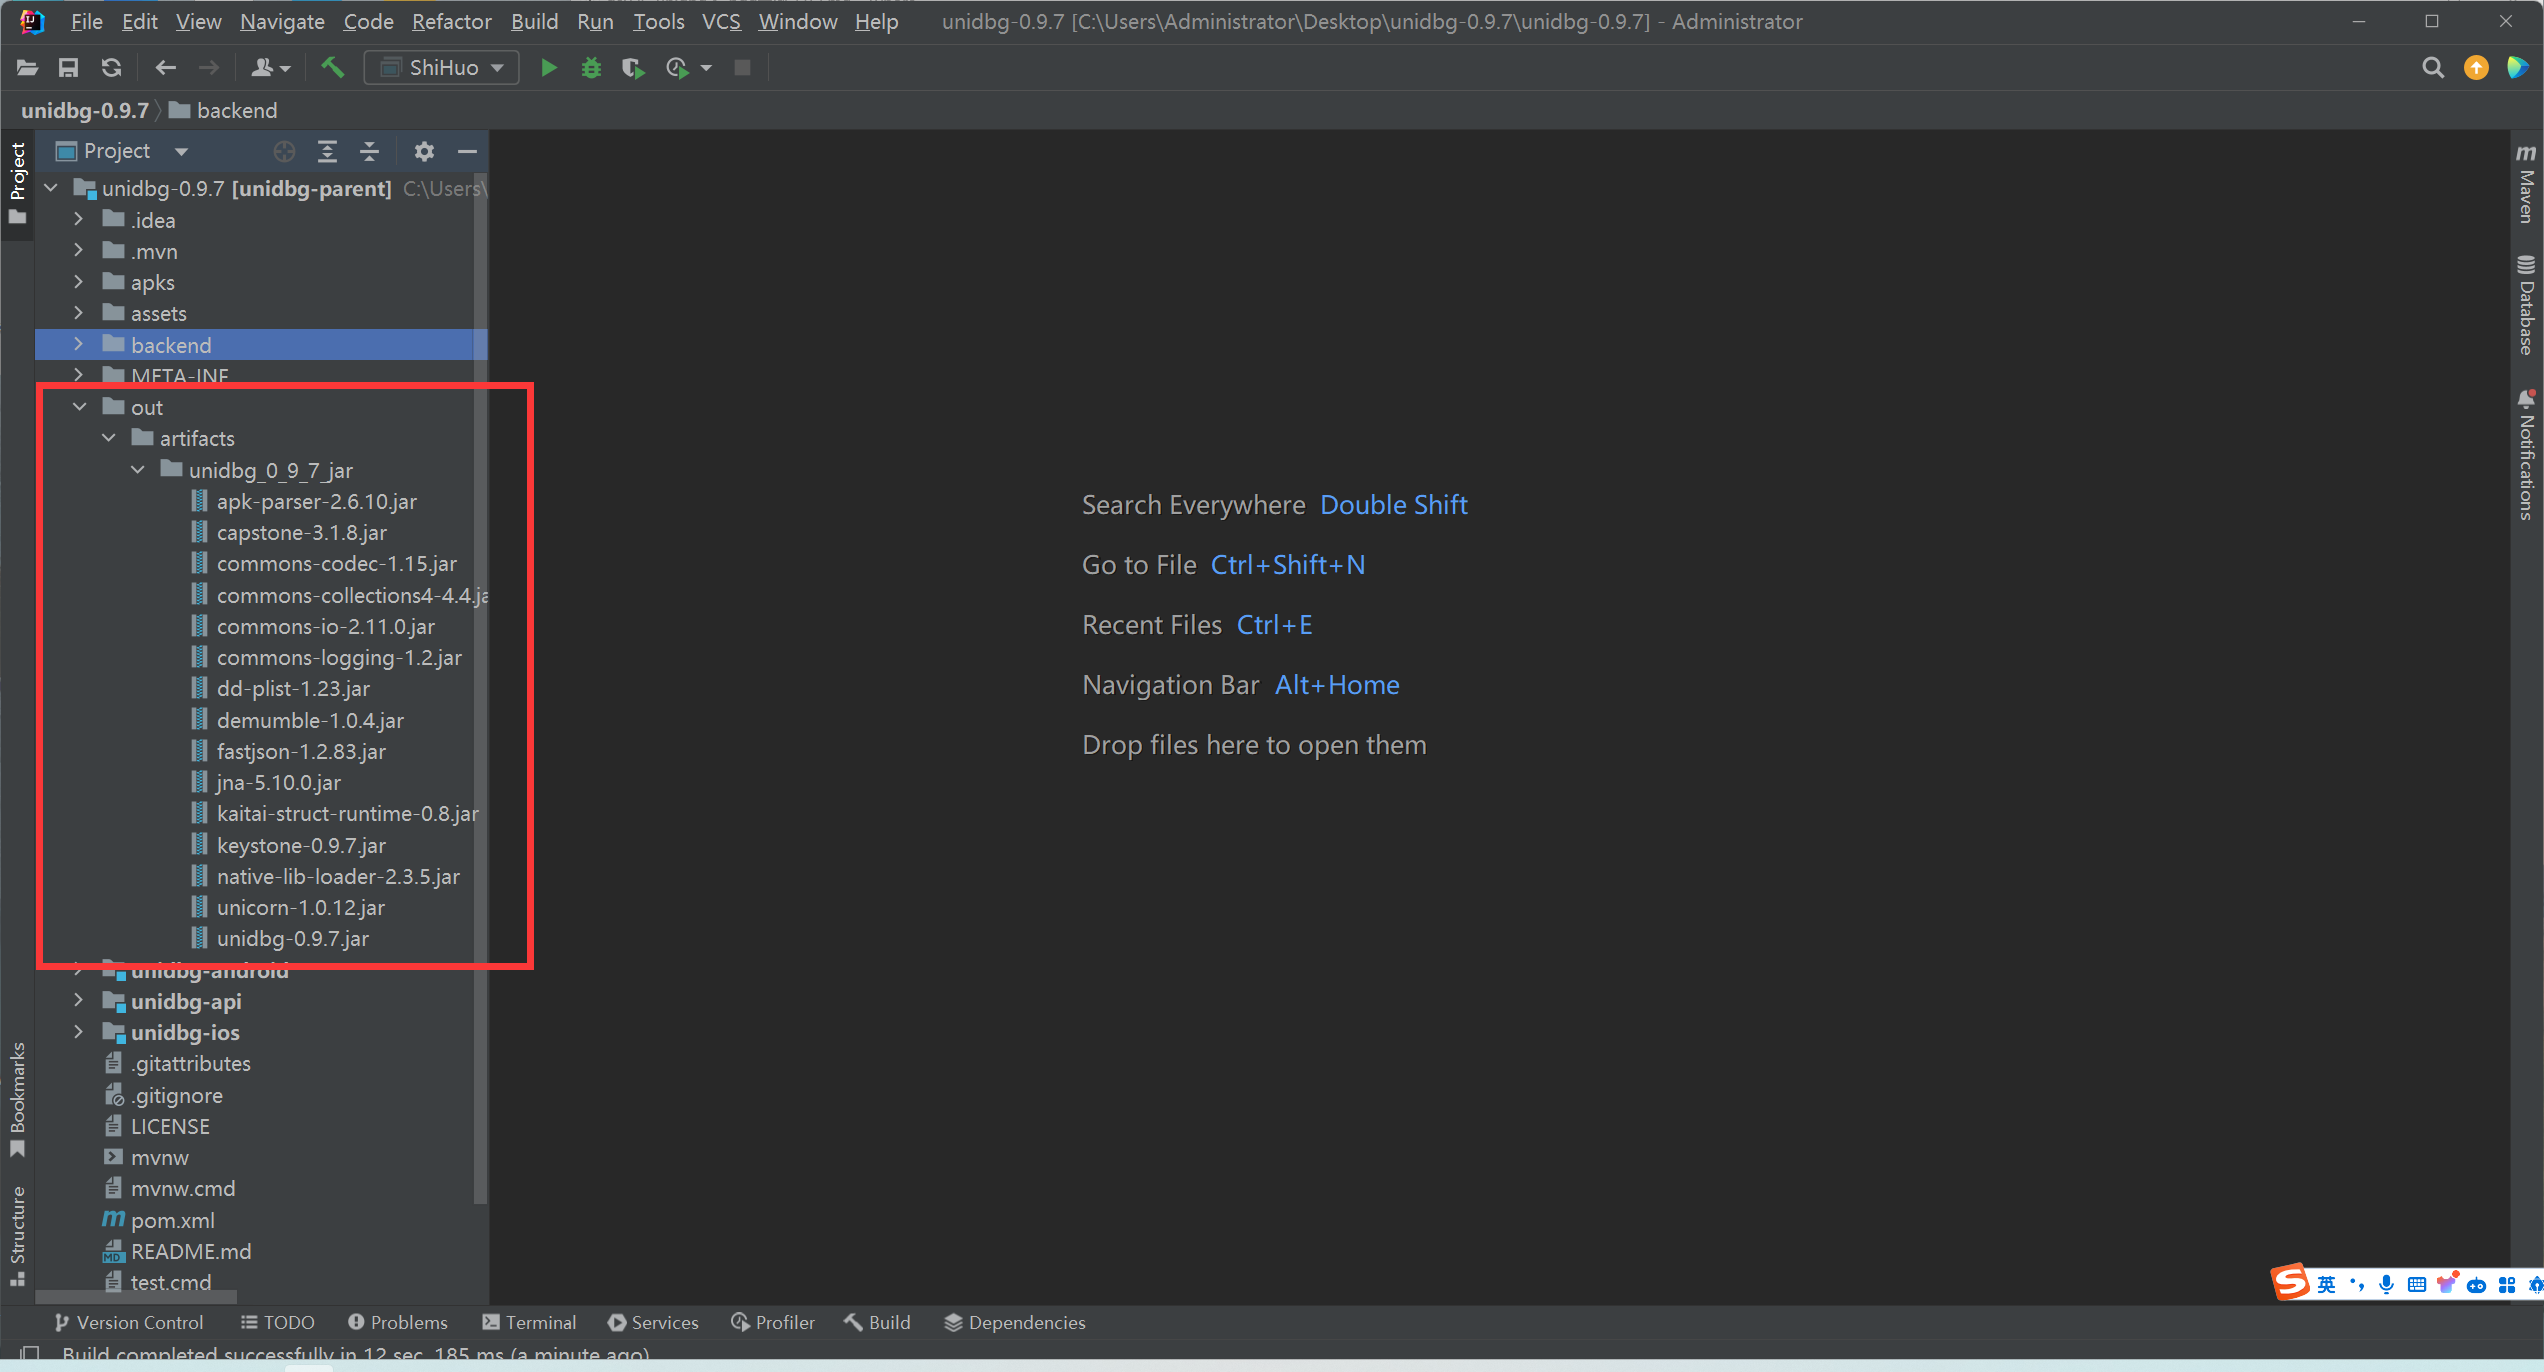 File Edit View Navigate Code Refactor Build Run Tools VCS Window Help unidbg-0.9.7 [C:\Users\Administrator\Desktop\unidbg-0.9.7\unidbg-0.9.7] - Administrator
ShiHuo
unidbg-0.9.7 backend
Project
unidbg-0.9.7 [unidbg-parent] C:\Users\
.idea
.mvn
apks
assets
backend
META-INF
out
artifacts
unidbg_0_9_7_jar
apk-parser-2.6.10.jar
capstone-3.1.8.jar
commons-codec-1.15.jar
commons-collections4-4.4.ja
commons-io-2.11.0.jar
commons-logging-1.2.jar
dd-plist-1.23.jar
demumble-1.0.4.jar
fastjson-1.2.83.jar
jna-5.10.0.jar
kaitai-struct-runtime-0.8.jar
keystone-0.9.7.jar
native-lib-loader-2.3.5.jar
unicorn-1.0.12.jar
unidbg-0.9.7.jar
unidbg-android
unidbg-api
unidbg-ios
.gitattributes
.gitignore
LICENSE
mvnw
mvnw.cmd
pom.xml
README.md
test.cmd
Project
Bookmarks
Structure
Search Everywhere Double Shift
Go to File Ctrl+Shift+N
Recent Files Ctrl+E
Navigation Bar Alt+Home
Drop files here to open them
Maven
Database
Notifications
英
Version Control TODO Problems Terminal Services Profiler Build Dependencies
Build completed successfully in 12 sec, 185 ms (a minute ago)